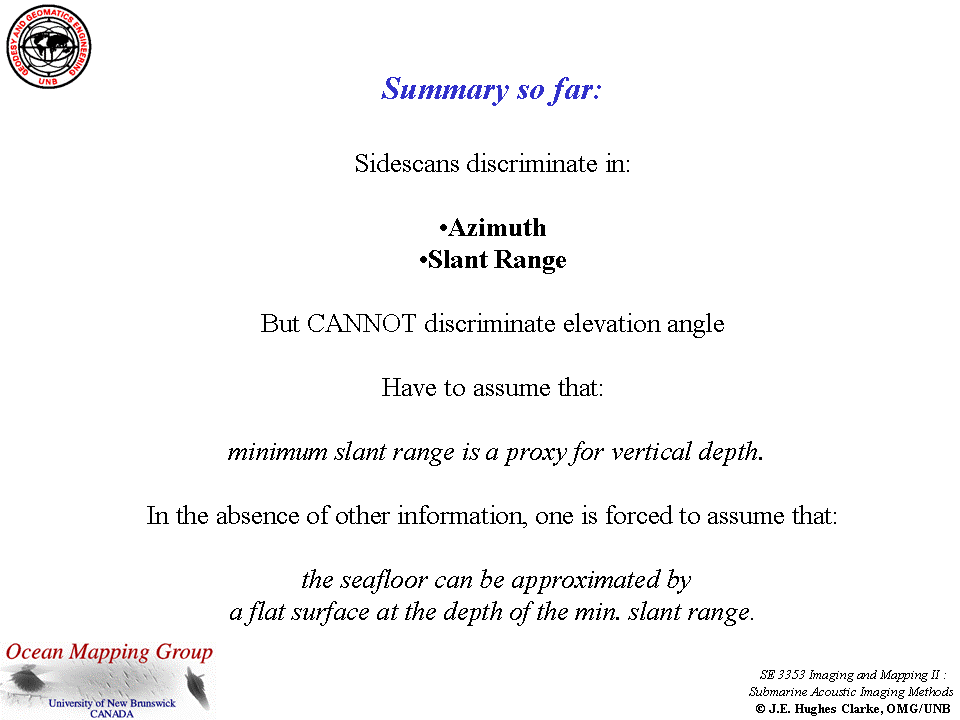 GEODESY AND GEOMATICS ENGINEERING
UNB
Summary so far:
Sidescans discriminate in:
•Azimuth
•Slant Range
But CANNOT discriminate elevation angle
Have to assume that:
minimum slant range is a proxy for vertical depth.
In the absence of other information, one is forced to assume that:
the seafloor can be approximated by
a flat surface at the depth of the min. slant range.
Ocean Mapping Group
University of New Brunswick
CANADA
SE 3353 Imaging and Mapping II :
Submarine Acoustic Imaging Methods
© J.E. Hughes Clarke, OMG/UNB